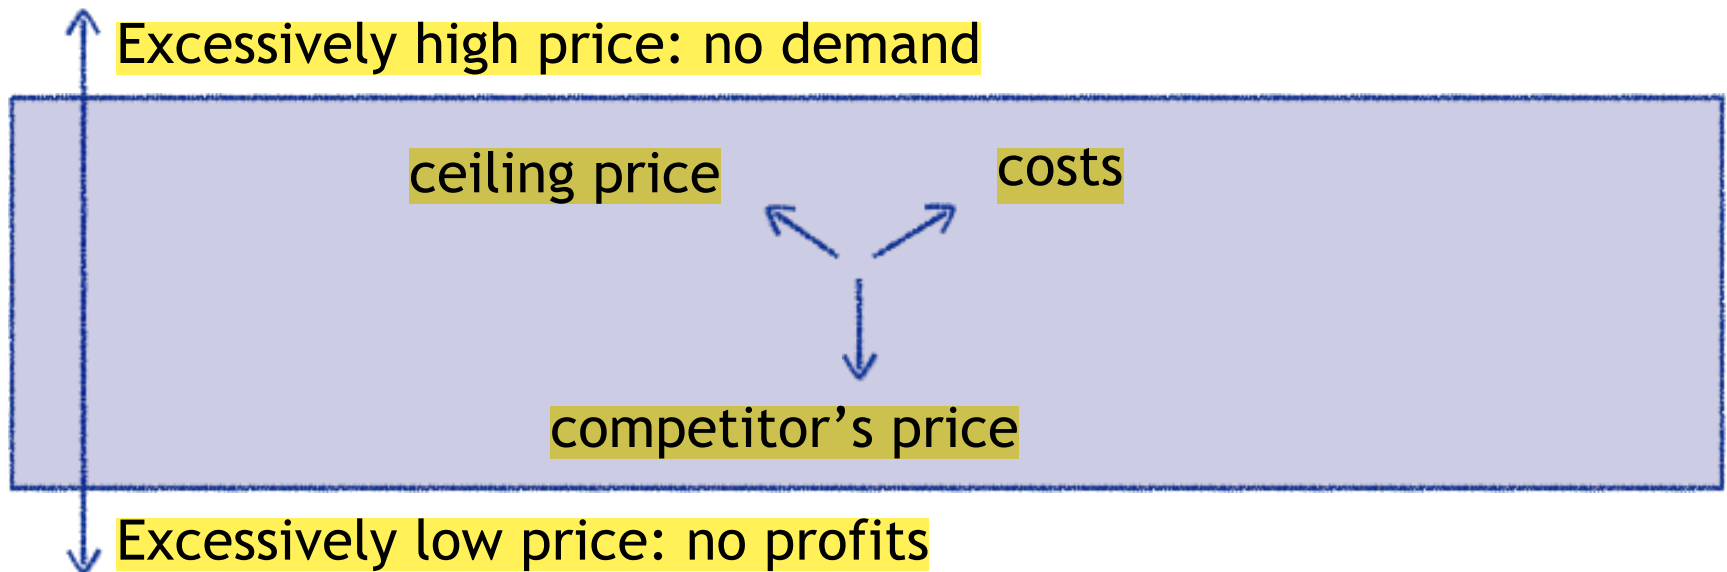 Excessively high price: no demand
ceiling price
costs
competitor’s price
Excessively low price: no profits